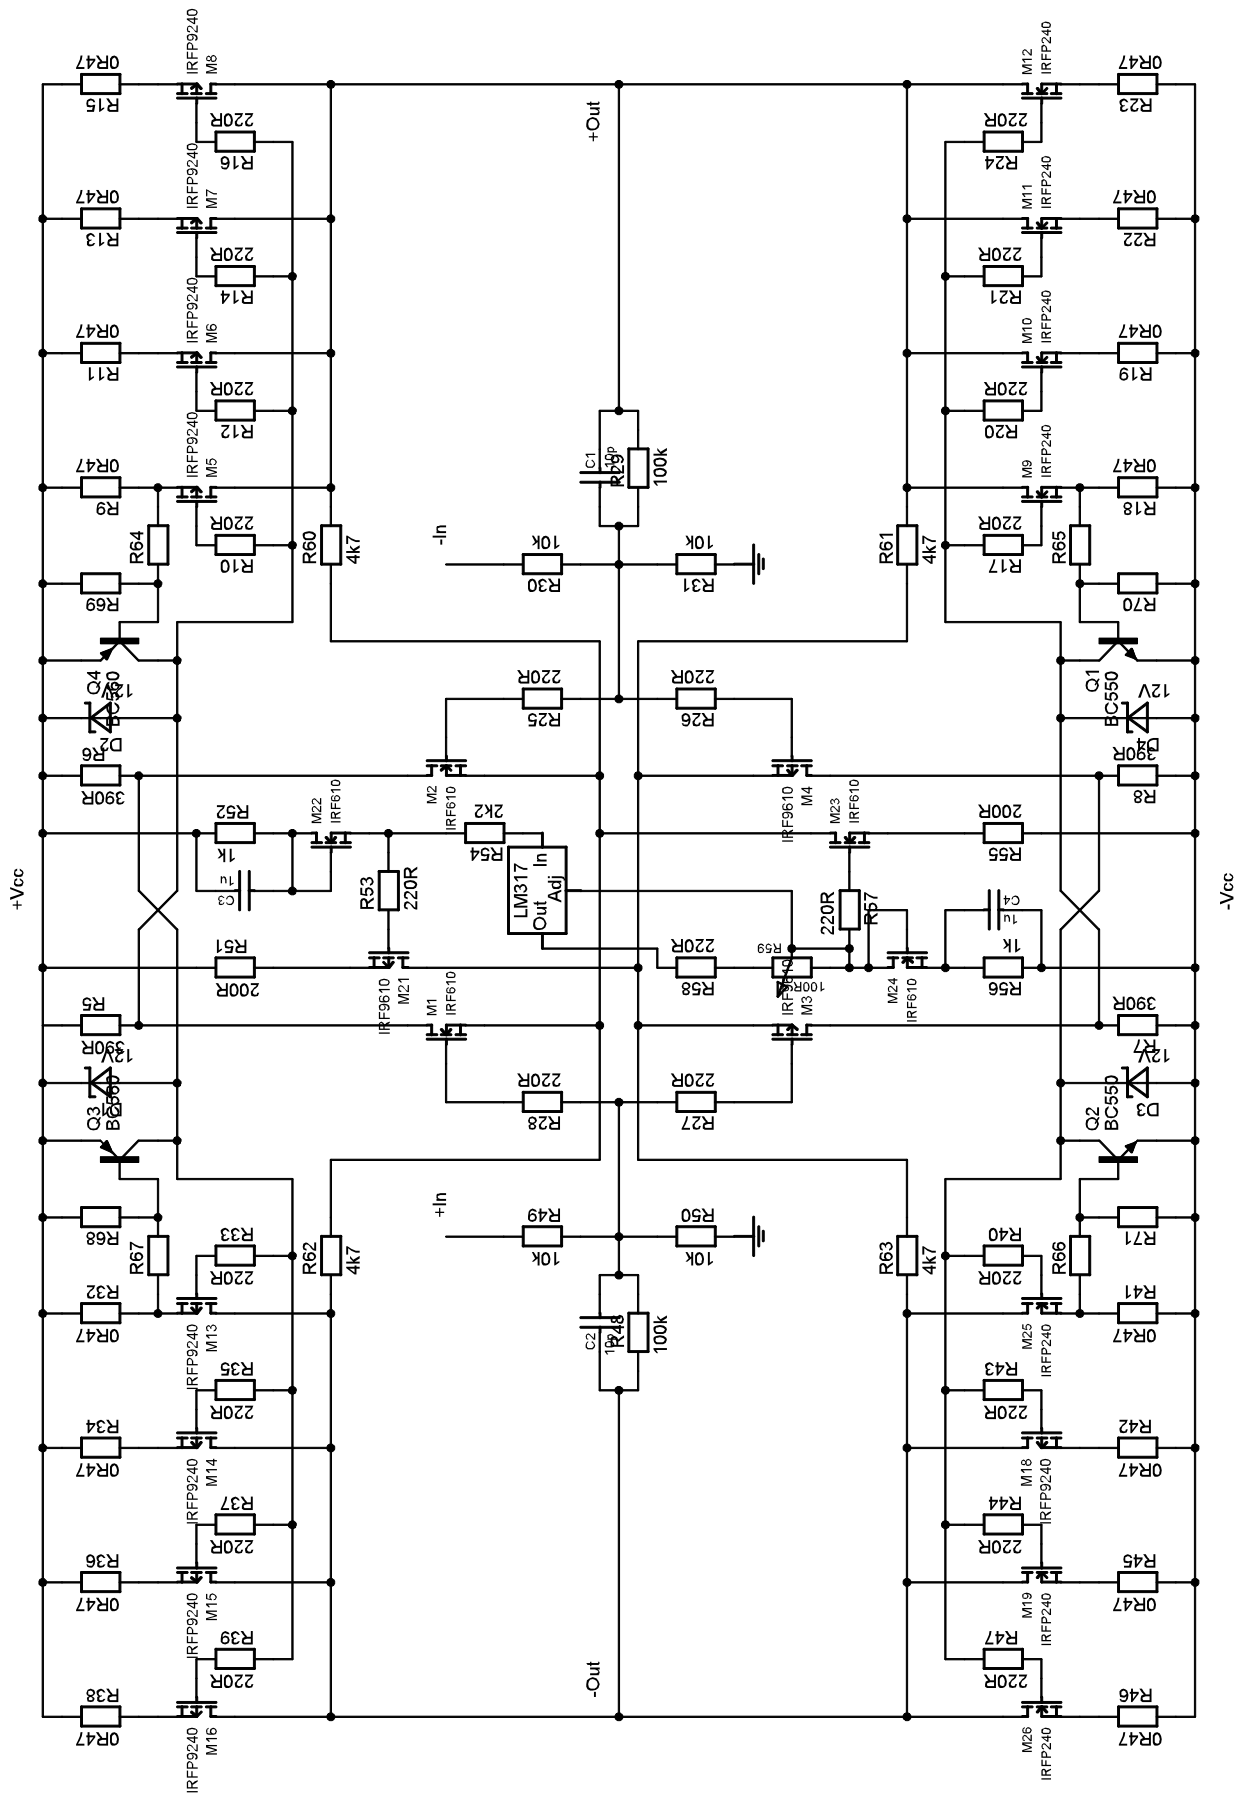 0R47
R15
IRFP9240
M8
220R
R16
0R47
R13
IRFP9240
M7
220R
R14
0R47
R11
IRFP9240
M6
220R
R12
0R47
R9
IRFP9240
M5
220R
R10
R64
R69
R60
4k7
Q4
BC560
12V
D2
R6
390R
+Out
C1
10p
R29
100k
-In
10k
R30
10k
R31
M12
IRFP240
0R47
R23
220R
R24
M11
IRFP240
0R47
R22
220R
R21
M10
IRFP240
0R47
R19
220R
R20
M9
IRFP240
0R47
R18
220R
R17
R61
4k7
R65
R70
Q1
BC550
12V
D4
390R
R8
220R
R25
220R
R26
M2
IRF610
IRF9610
M4
R52
1k
1u
C3
M22
IRF610
2k2
R54
LM317
In
Adj
Out
R53
220R
M23
IRF610
200R
R55
220R
R57
C4
1u
1k
R56
+Vcc
-Vcc
R51
200R
IRF9610
M21
220R
R58
R59
100R
M24
IRF610
M1
IRF610
IRF9610
M3
R5
390R
12V
D1
Q3
BC560
220R
R28
220R
R27
390R
R7
12V
D3
Q2
BC550
R68
R67
R33
220R
R62
4k7
R32
0R47
IRFP9240
M13
R35
220R
R34
0R47
IRFP9240
M14
R37
220R
R36
0R47
IRFP9240
M15
R39
220R
R38
0R47
IRFP9240
M16
+In
R49
10k
R50
10k
C2
10p
R48
100k
-Out
R63
4k7
R40
220R
R66
R71
R41
0R47
M25
IRFP240
R43
220R
R42
0R47
M18
IRFP9240
R44
220R
R45
0R47
M19
IRFP240
R47
220R
R46
0R47
M26
IRFP240